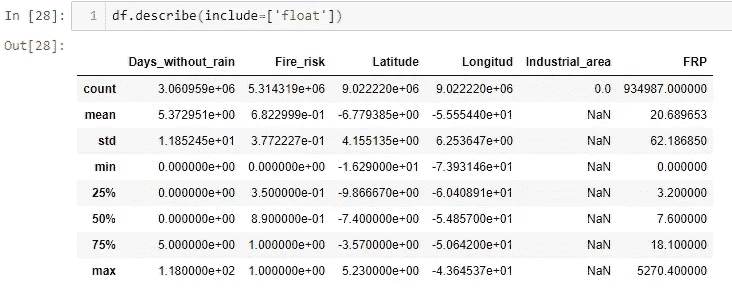 In [28]: 1 df.describe(include=['float'])
Out[28]:
Days_without_rain Fire_risk Latitude Longitud Industrial_area FRP
count 3.060959e+06 5.314319e+06 9.022220e+06 9.022220e+06 0.0 934987.000000
mean 5.372951e+00 6.822999e-01 -6.779385e+00 -5.555440e+01 NaN 20.689653
std 1.185245e+01 3.772227e-01 4.155135e+00 6.253647e+00 NaN 62.186850
min 0.000000e+00 0.000000e+00 -1.629000e+01 -7.393146e+01 NaN 0.000000
25% 0.000000e+00 3.500000e-01 -9.866670e+00 -6.040891e+01 NaN 3.200000
50% 0.000000e+00 8.900000e-01 -7.400000e+00 -5.485700e+01 NaN 7.600000
75% 5.000000e+00 1.000000e+00 -3.570000e+00 -5.064200e+01 NaN 18.100000
max 1.180000e+02 1.000000e+00 5.230000e+00 -4.364537e+01 NaN 5270.400000